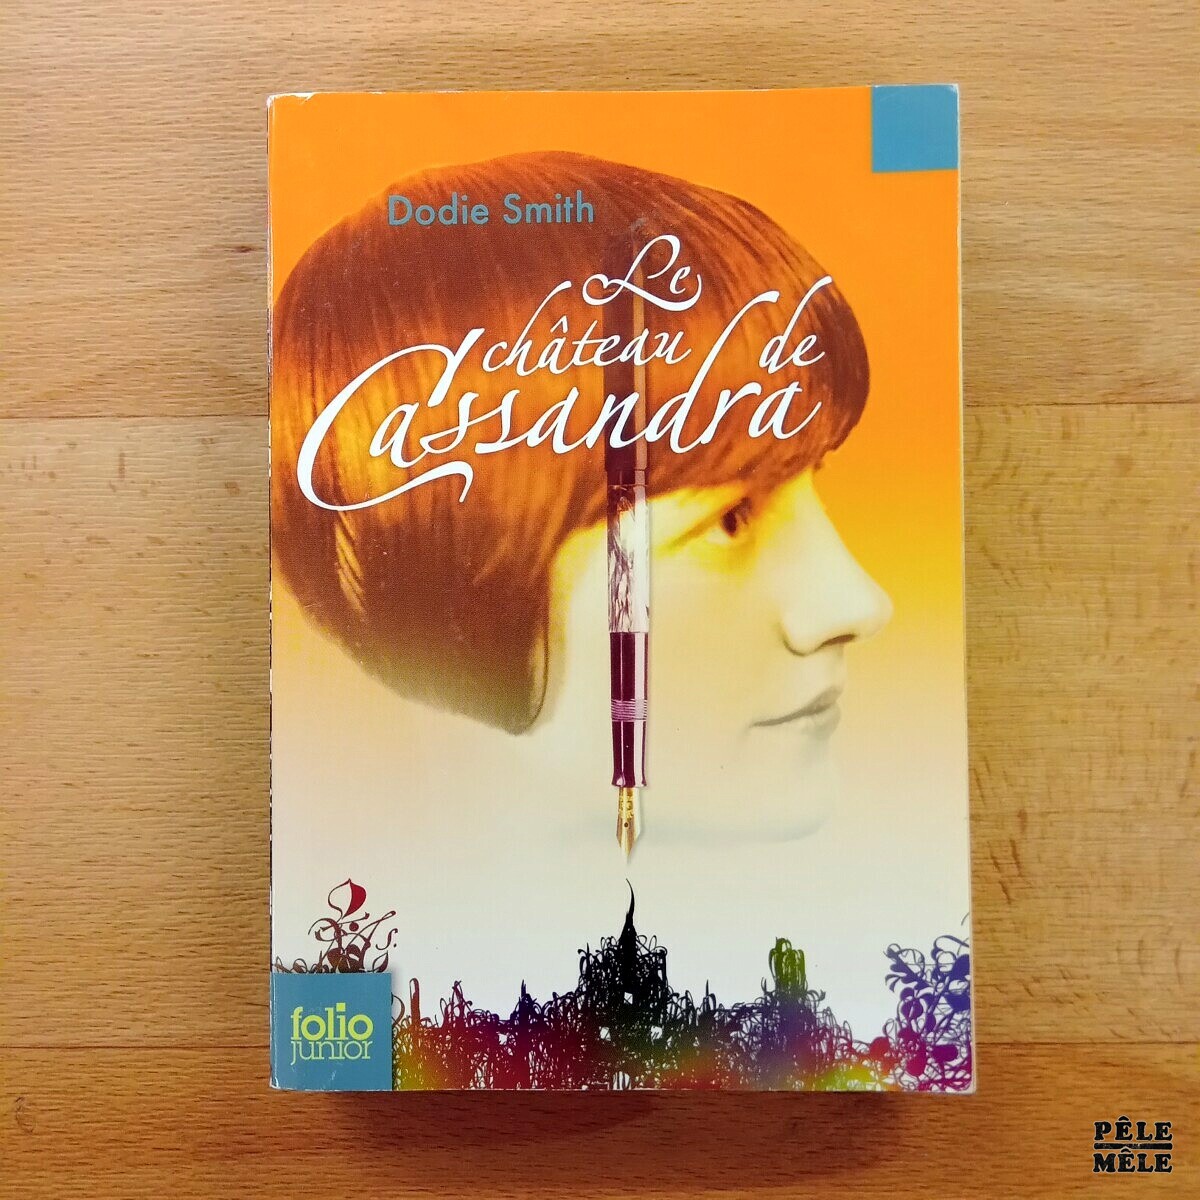 Dodie Smith
Le
château de
Cassandra
folio
junior
PÊLE
MÊLE